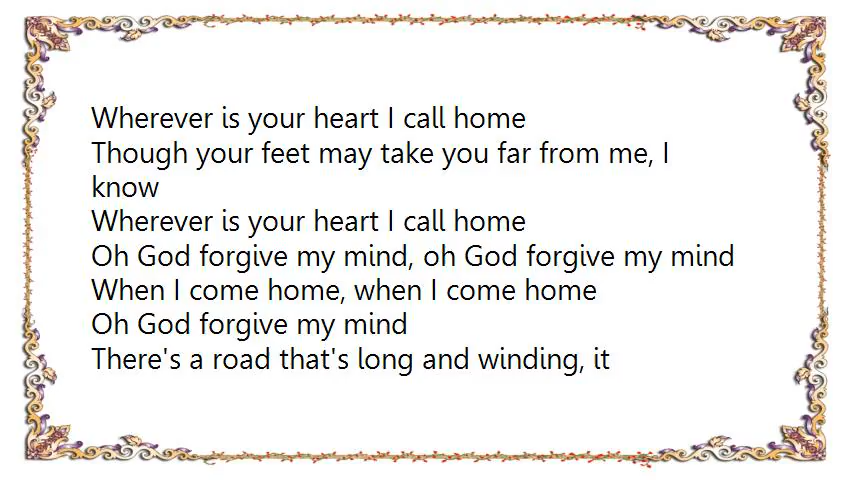 Wherever is your heart I call home
Though your feet may take you far from me, I
know
Wherever is your heart I call home
Oh God forgive my mind, oh God forgive my mind
When I come home, when I come home
Oh God forgive my mind
There's a road that's long and winding, it